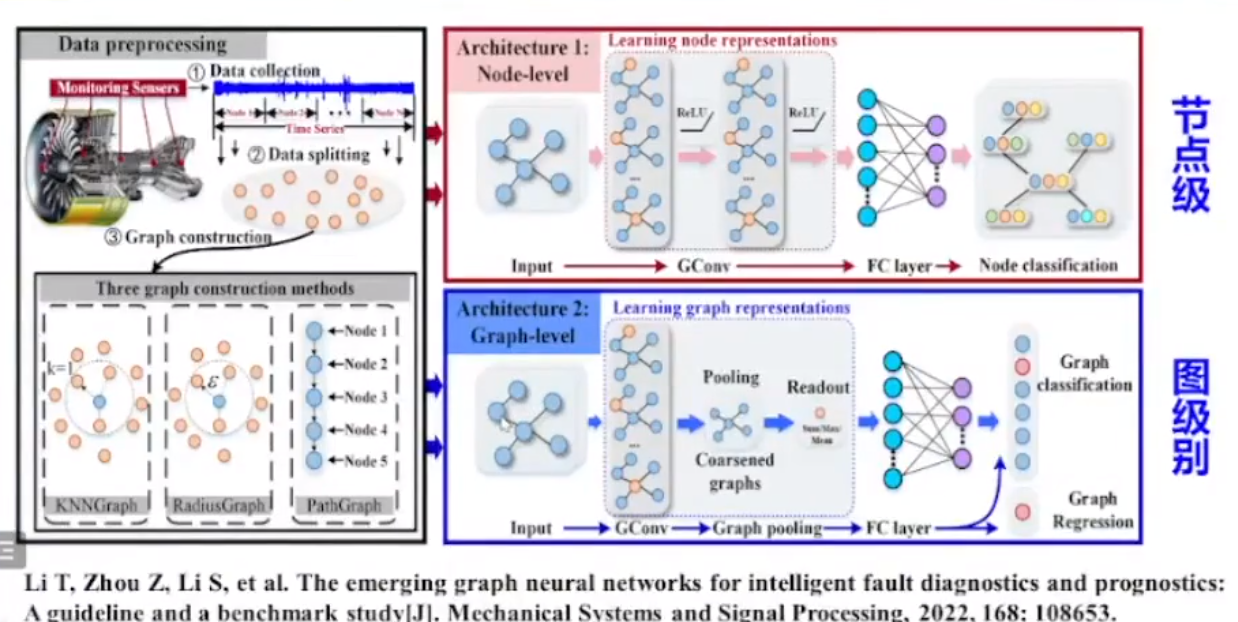 Data preprocessing
① Data collection
Monitoring Sensers
Node 1
Node 2
...
Node N
Time Series
② Data splitting
③ Graph construction
Three graph construction methods
k=1
ε
Node 1
Node 2
Node 3
Node 4
Node 5
KNNGraph
RadiusGraph
PathGraph
Architecture 1:
Node-level
Learning node representations
ReLU
ReLU
...
...
Input
GConv
FC layer
Node classification
节点级
Architecture 2:
Graph-level
Learning graph representations
Pooling
Readout
Sum/Max/
Mean
...
Coarsened
graphs
Graph
classification
Graph
Regression
Input
GConv
Graph pooling
FC layer
图级别
Li T, Zhou Z, Li S, et al. The emerging graph neural networks for intelligent fault diagnostics and prognostics:
A guideline and a benchmark study[J]. Mechanical Systems and Signal Processing, 2022, 168: 108653.